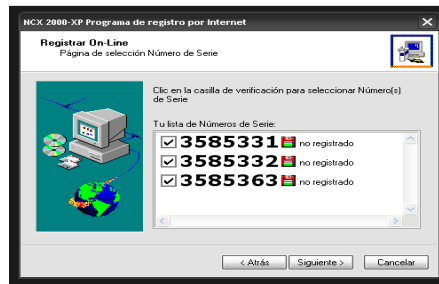 NCX 2000-XP Programa de registro por Internet
Registrar On-Line
Página de selección Número de Serie
Clic en la casilla de verificación para seleccionar Número(s)
de Serie
Tu lista de Números de Serie:
3585331 no registrado
3585332 no registrado
3585363 no registrado
< Atrás Siguiente > Cancelar